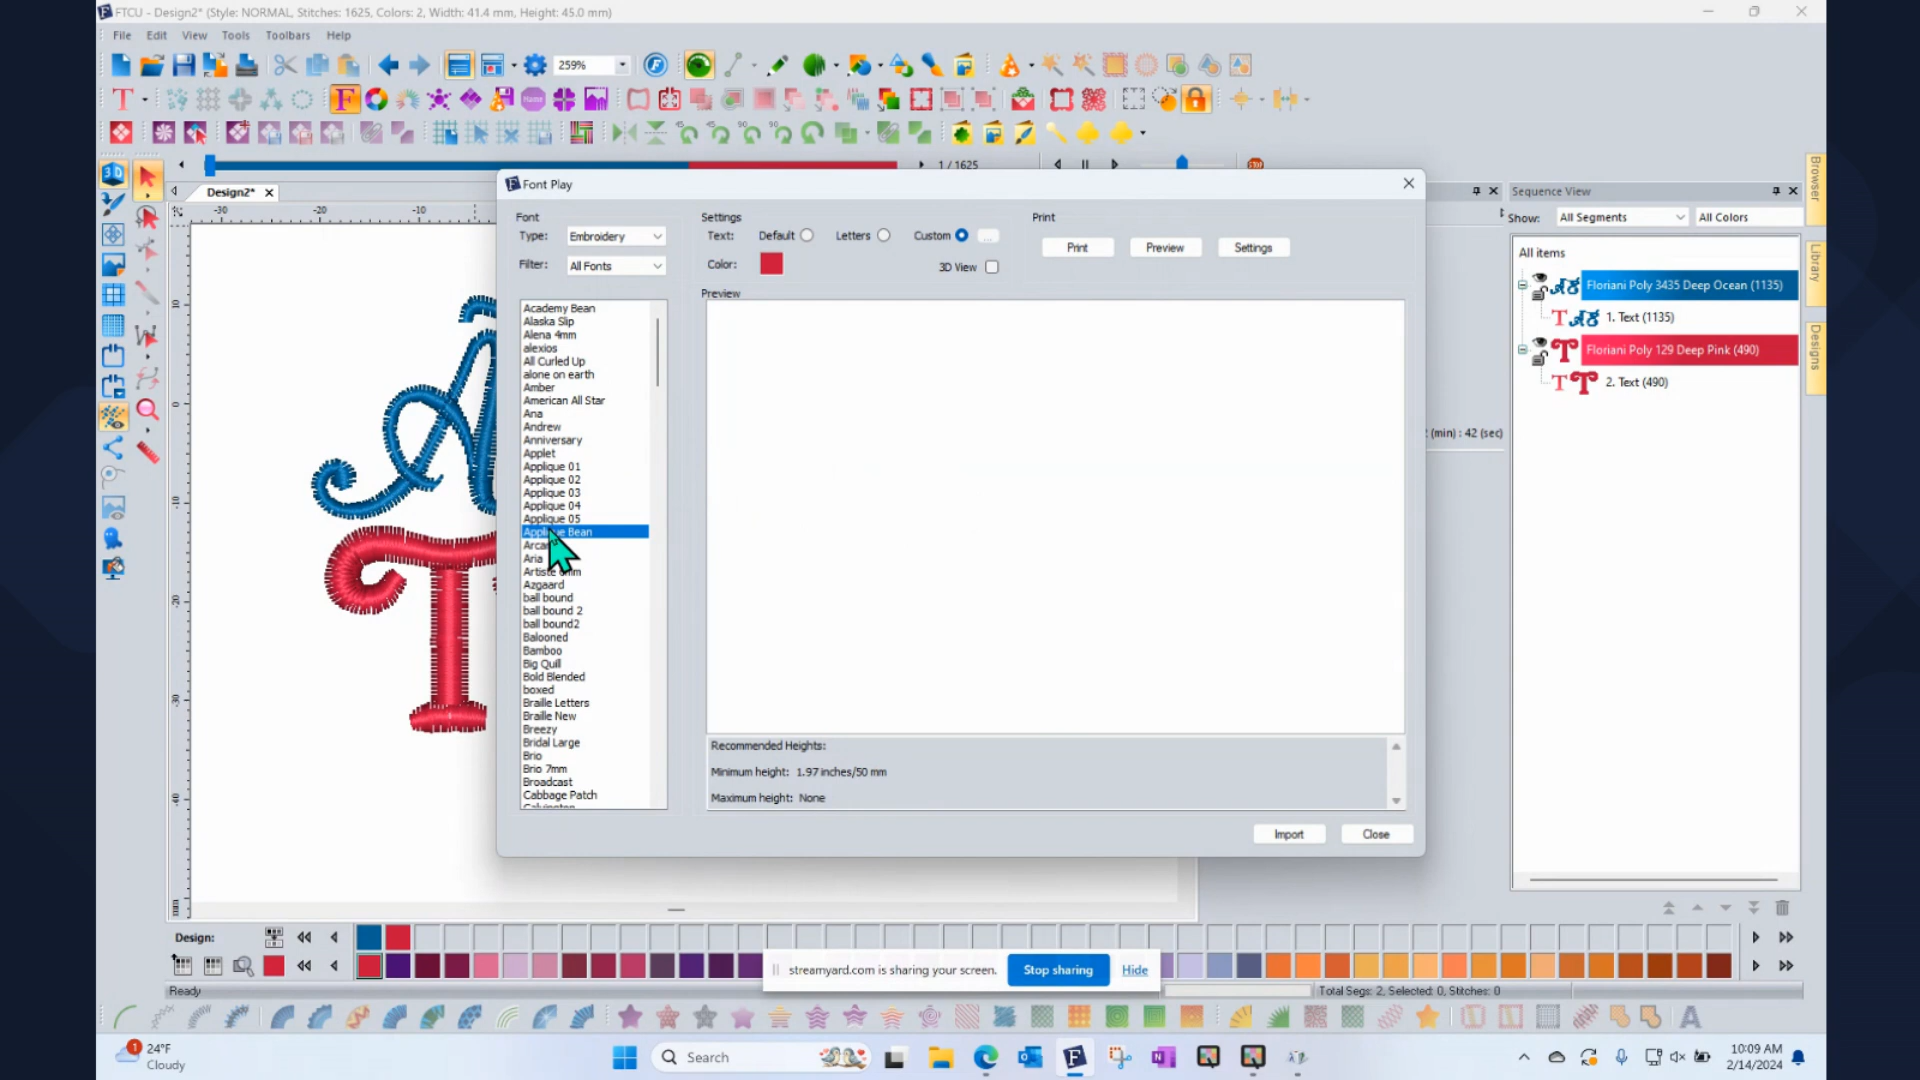 FTCU - Design2* (Style: NORMAL, Stitches: 1625, Colors: 2, Width: 41.4 mm, Height: 45.0 mm)
File Edit View Tools Toolbars Help
259%
1 / 1625
Design2*
-30 -20 -10
Font Play
Font
Type: Embroidery
Filter: All Fonts
Academy Bean
Alaska Slip
Alena 4mm
alexios
All Curled Up
alone on earth
Amber
American All Star
Ana
Andrew
Anniversary
Applet
Applique 01
Applique 02
Applique 03
Applique 04
Applique 05
Applique Bean
Aria
Artiste 6mm
Azgaard
ball bound
ball bound 2
ball bound2
Balooned
Bamboo
Big Quill
Bold Blended
boxed
Braille Letters
Braille New
Breezy
Bridal Large
Brio
Brio 7mm
Broadcast
Cabbage Patch
Settings
Text: Default Letters Custom ...
Color: 3D View
Print
Print Preview Settings
Preview
Recommended Heights:
Minimum height: 1.97 inches/50 mm
Maximum height: None
Import Close
(min) : 42 (sec)
Sequence View
Show: All Segments All Colors
All items
Floriani Poly 3435 Deep Ocean (1135)
1. Text (1135)
Floriani Poly 129 Deep Pink (490)
2. Text (490)
Browser
Library
Designs
Design:
streamyard.com is sharing your screen. Stop sharing Hide
Ready
Total Segs: 2, Selected: 0, Stitches: 0
24°F
Cloudy
Search
10:09 AM
2/14/2024